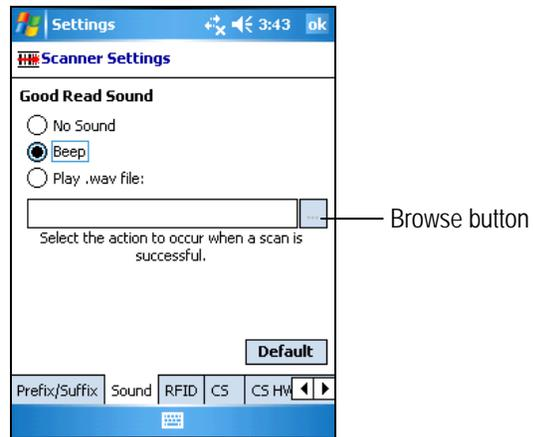 Settings 3:43 ok
Scanner Settings
Good Read Sound
No Sound
Beep
Play .wav file:
...
Browse button
Select the action to occur when a scan is
successful.
Default
Prefix/Suffix Sound RFID CS CS HW